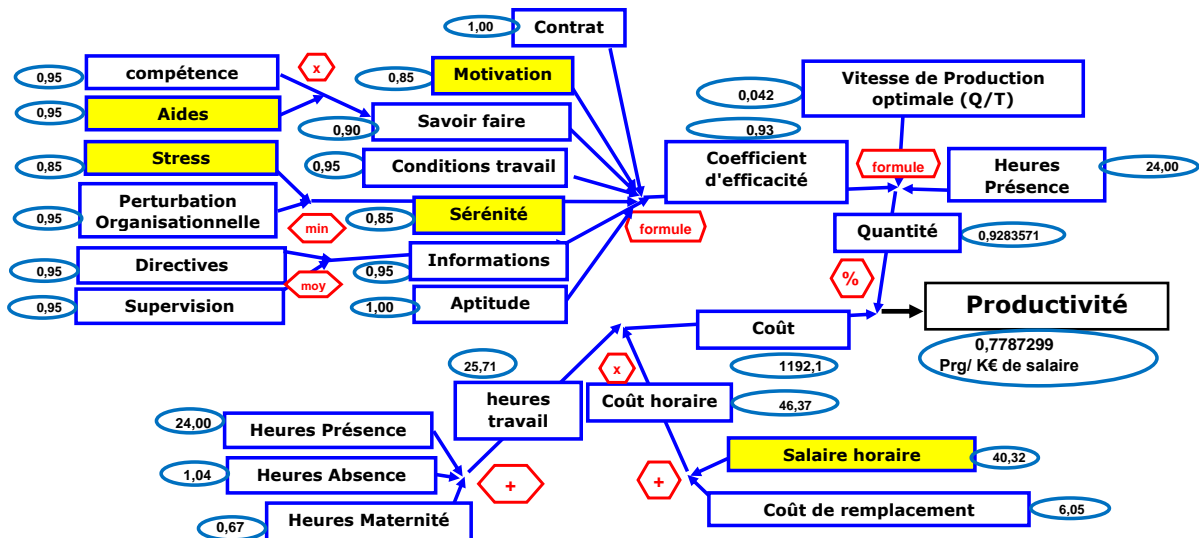 1,00
Contrat
0,95
compétence
x
0,85
Motivation
Vitesse de Production
optimale (Q/T)
0,042
0,95
Aides
0,90
Savoir faire
0,93
0,85
Stress
0,95
Conditions travail
Coefficient
d'efficacité
formule
Heures
Présence
24,00
0,95
Perturbation
Organisationnelle
min
0,85
Sérénité
formule
Quantité
0,9283571
0,95
Directives
moy
0,95
Informations
%
0,95
Supervision
1,00
Aptitude
Productivité
Coût
0,7787299
Prg/ K€ de salaire
25,71
x
1192,1
heures
travail
Coût horaire
46,37
24,00
Heures Présence
Salaire horaire
40,32
1,04
Heures Absence
+
+
0,67
Heures Maternité
Coût de remplacement
6,05